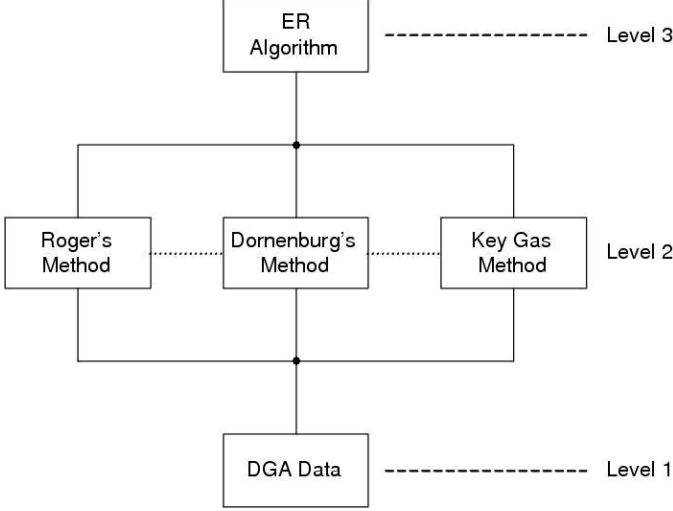 ER
Algorithm
Level 3
Roger's
Method
Dornenburg's
Method
Key Gas
Method
Level 2
DGA Data
Level 1